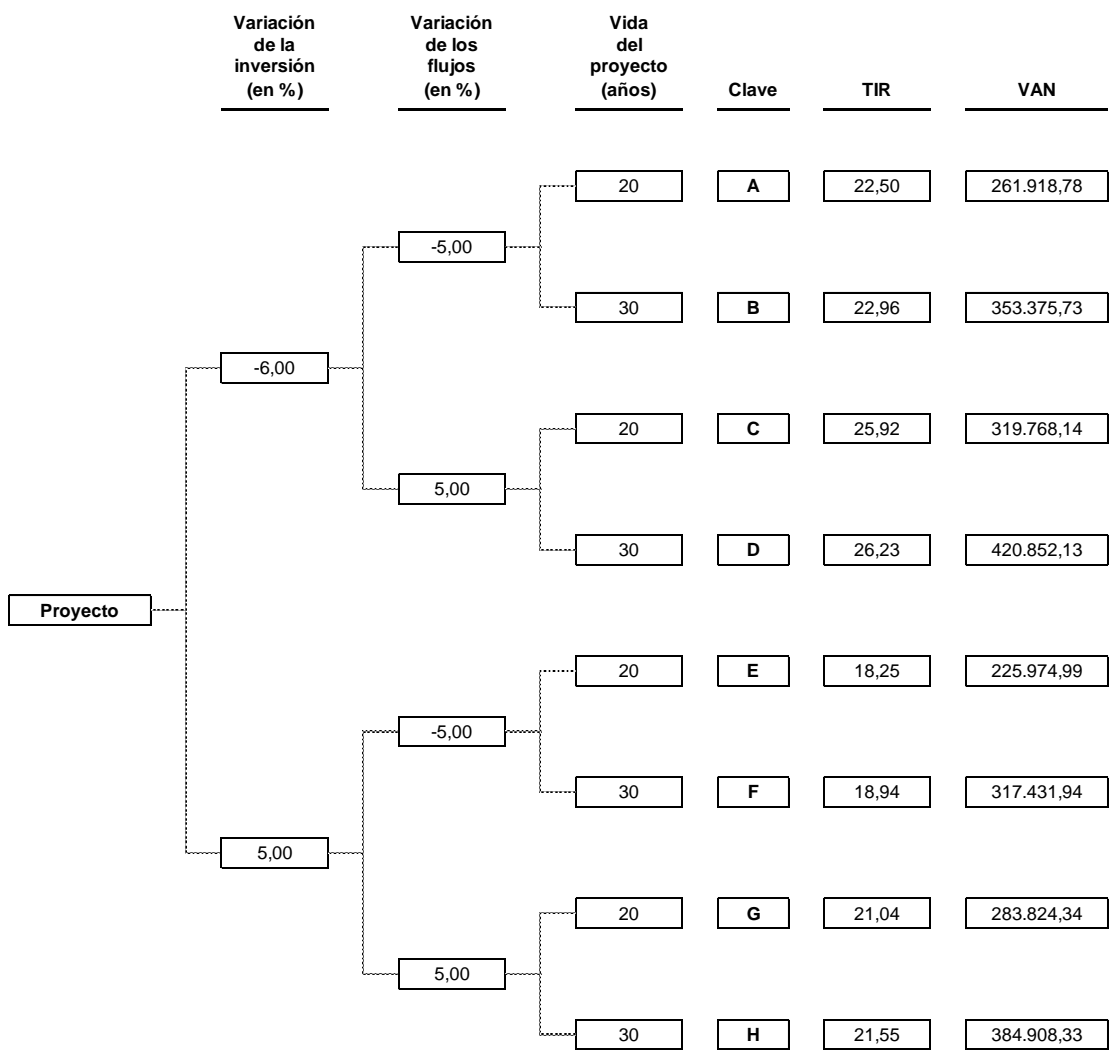 Variación de la inversión (en %)
Variación de los flujos (en %)
Vida del proyecto (años)
Clave
TIR
VAN
20 A 22,50 261.918,78
-5,00
30 B 22,96 353.375,73
-6,00
20 C 25,92 319.768,14
5,00
30 D 26,23 420.852,13
Proyecto
20 E 18,25 225.974,99
-5,00
30 F 18,94 317.431,94
5,00
20 G 21,04 283.824,34
5,00
30 H 21,55 384.908,33